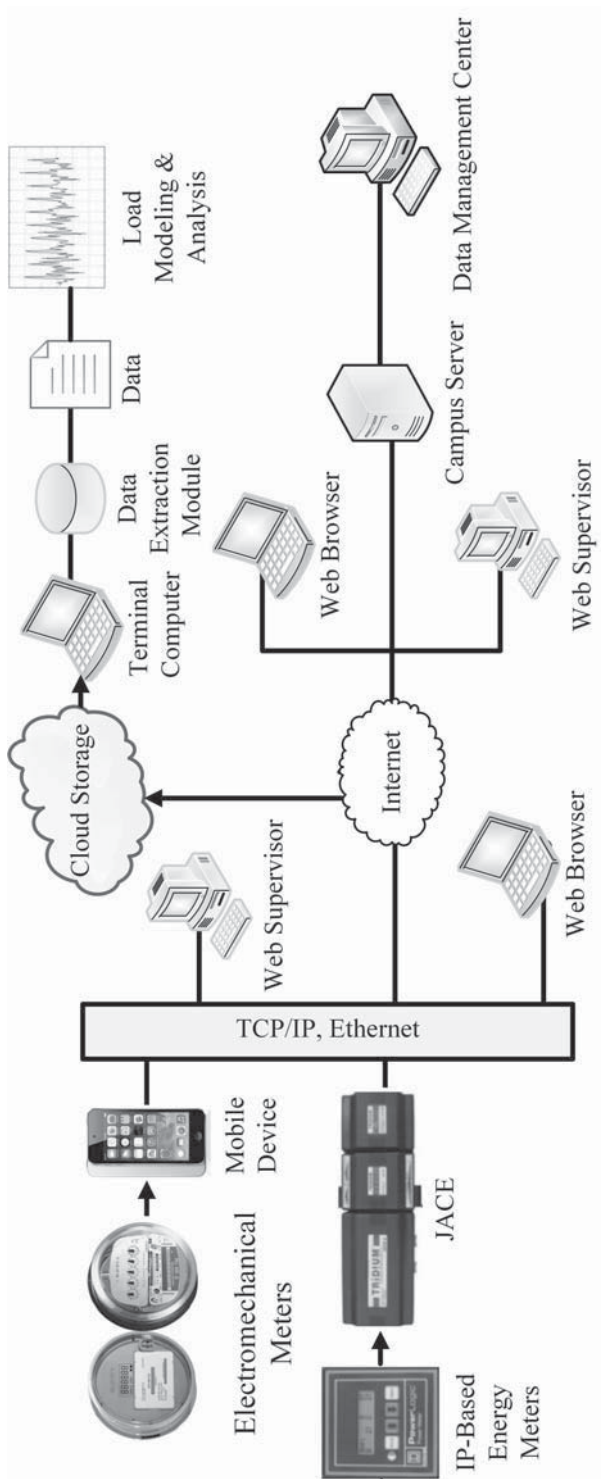 Electromechanical
Meters
Mobile
Device
IP-Based
Energy
Meters
PowerLogic
TRIDIUM
JACE
TCP/IP, Ethernet
Web Supervisor
Web Browser
Cloud Storage
Internet
Terminal
Computer
Data
Extraction
Module
Data
Load
Modeling &
Analysis
Web Browser
Web Supervisor
Campus Server
Data Management Center